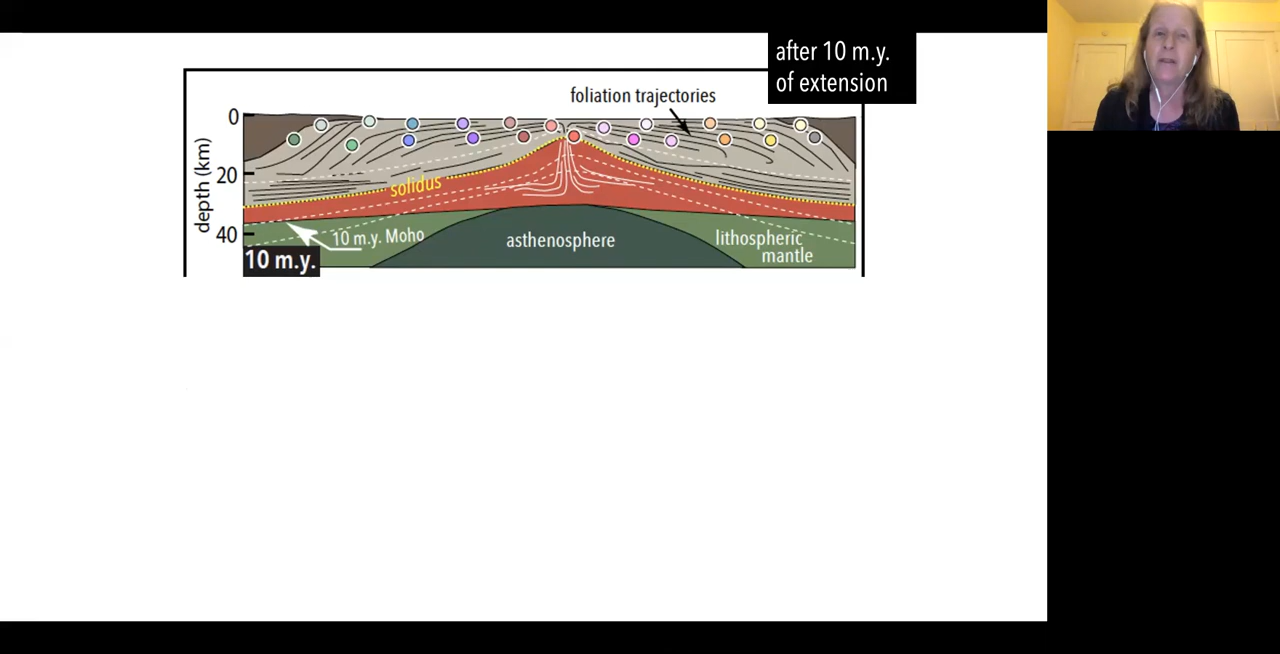 after 10 m.y.
of extension
foliation trajectories
0
20
40
depth (km)
solidus
10 m.y. Moho
asthenosphere
lithospheric
mantle
10 m.y.